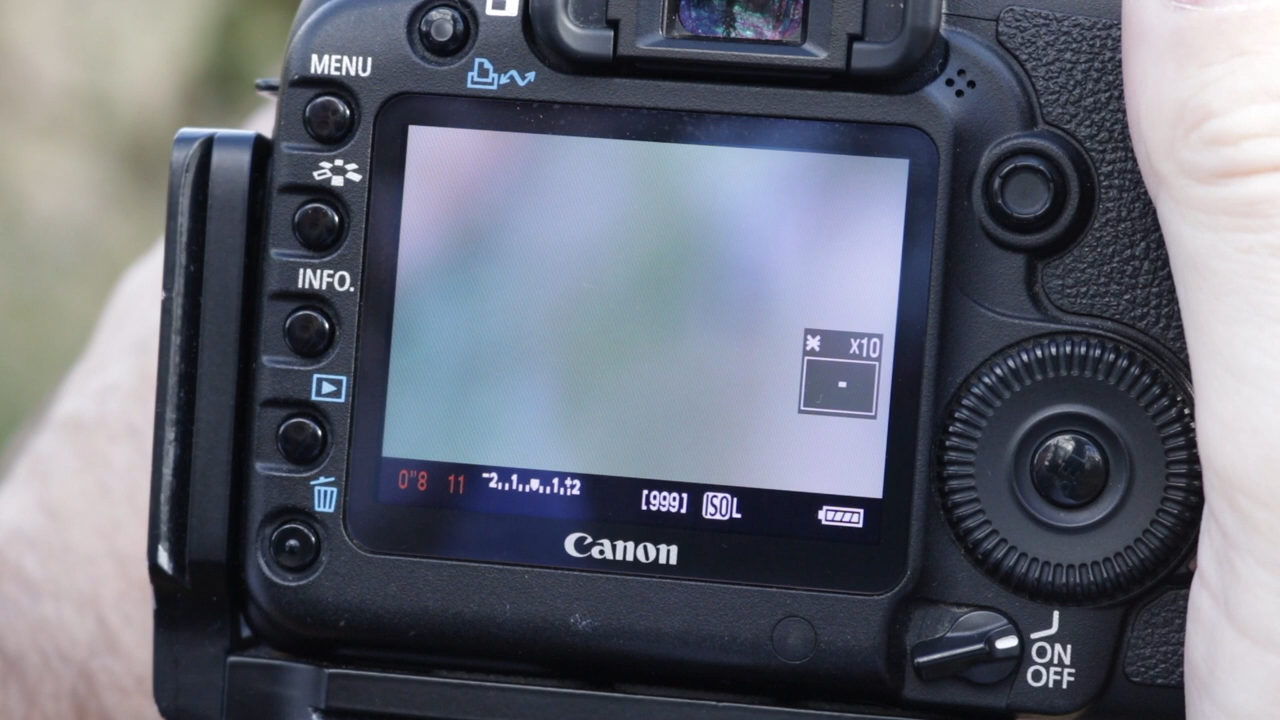 MENU
INFO.
x10
0"8 11 -2..1..▾..1.+2 [999] ISO L
Canon
ON
OFF